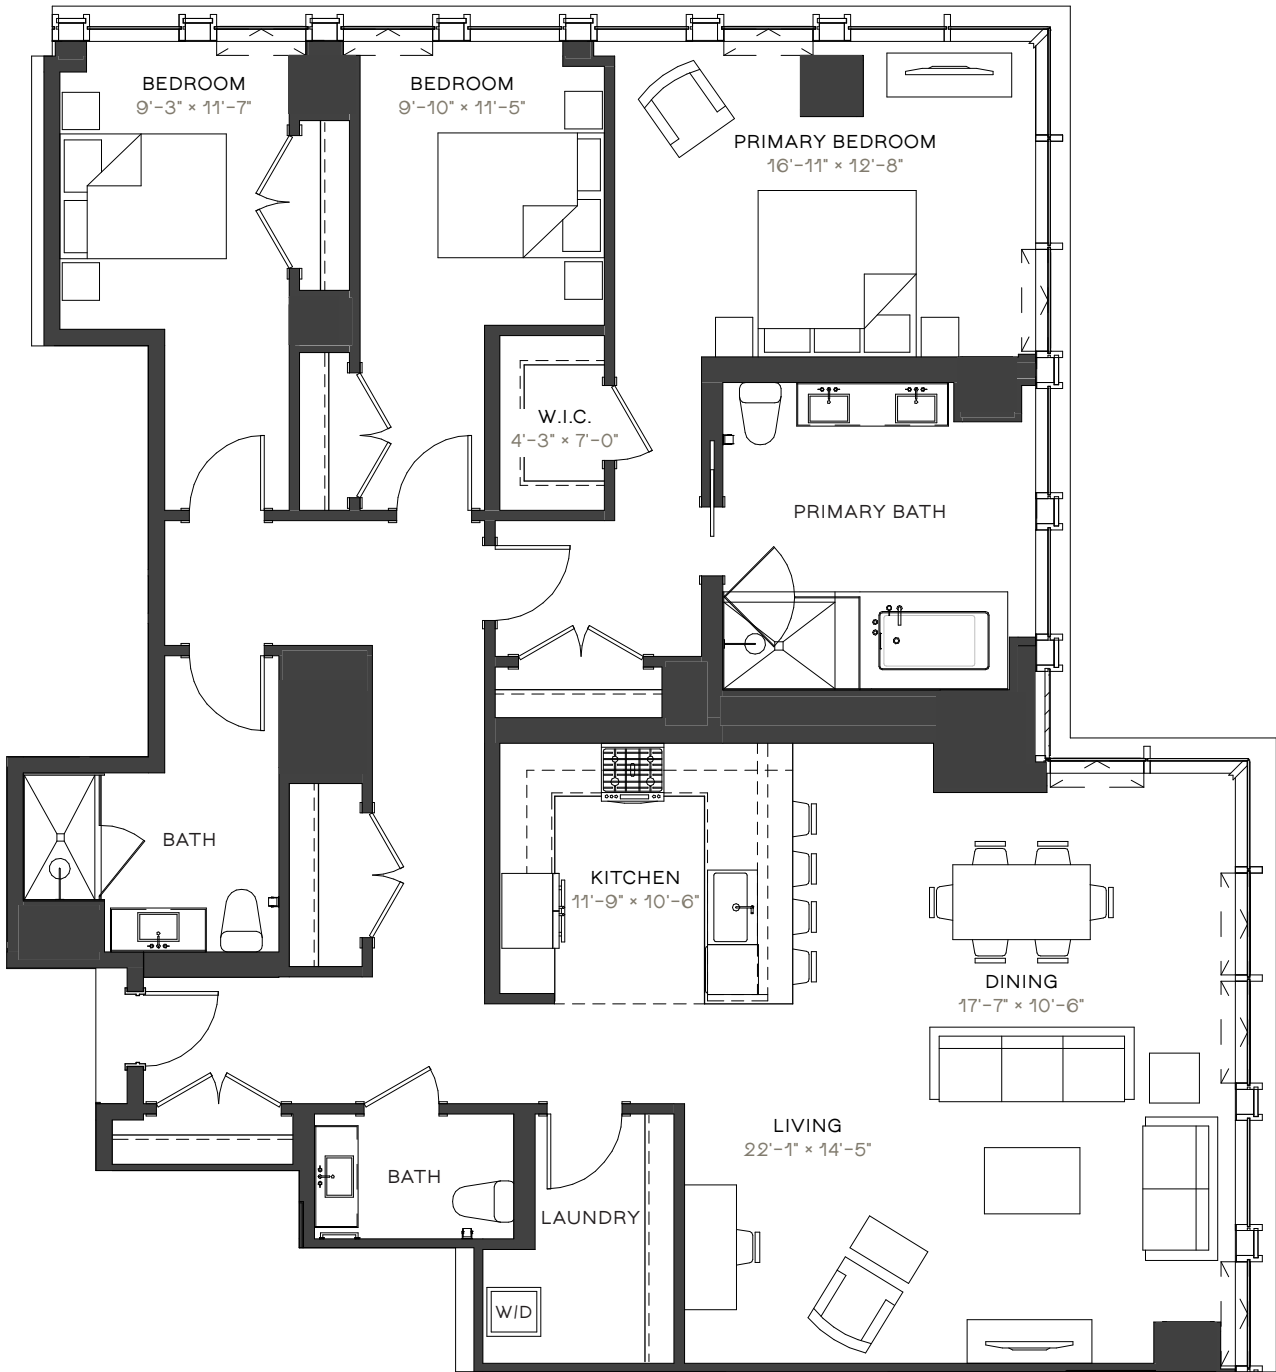 BEDROOM
9'-3" × 11'-7"
BEDROOM
9'-10" × 11'-5"
PRIMARY BEDROOM
16'-11" × 12'-8"
W.I.C.
4'-3" × 7'-0"
PRIMARY BATH
BATH
KITCHEN
11'-9" × 10'-6"
DINING
17'-7" × 10'-6"
LIVING
22'-1" × 14'-5"
BATH
LAUNDRY
W/D